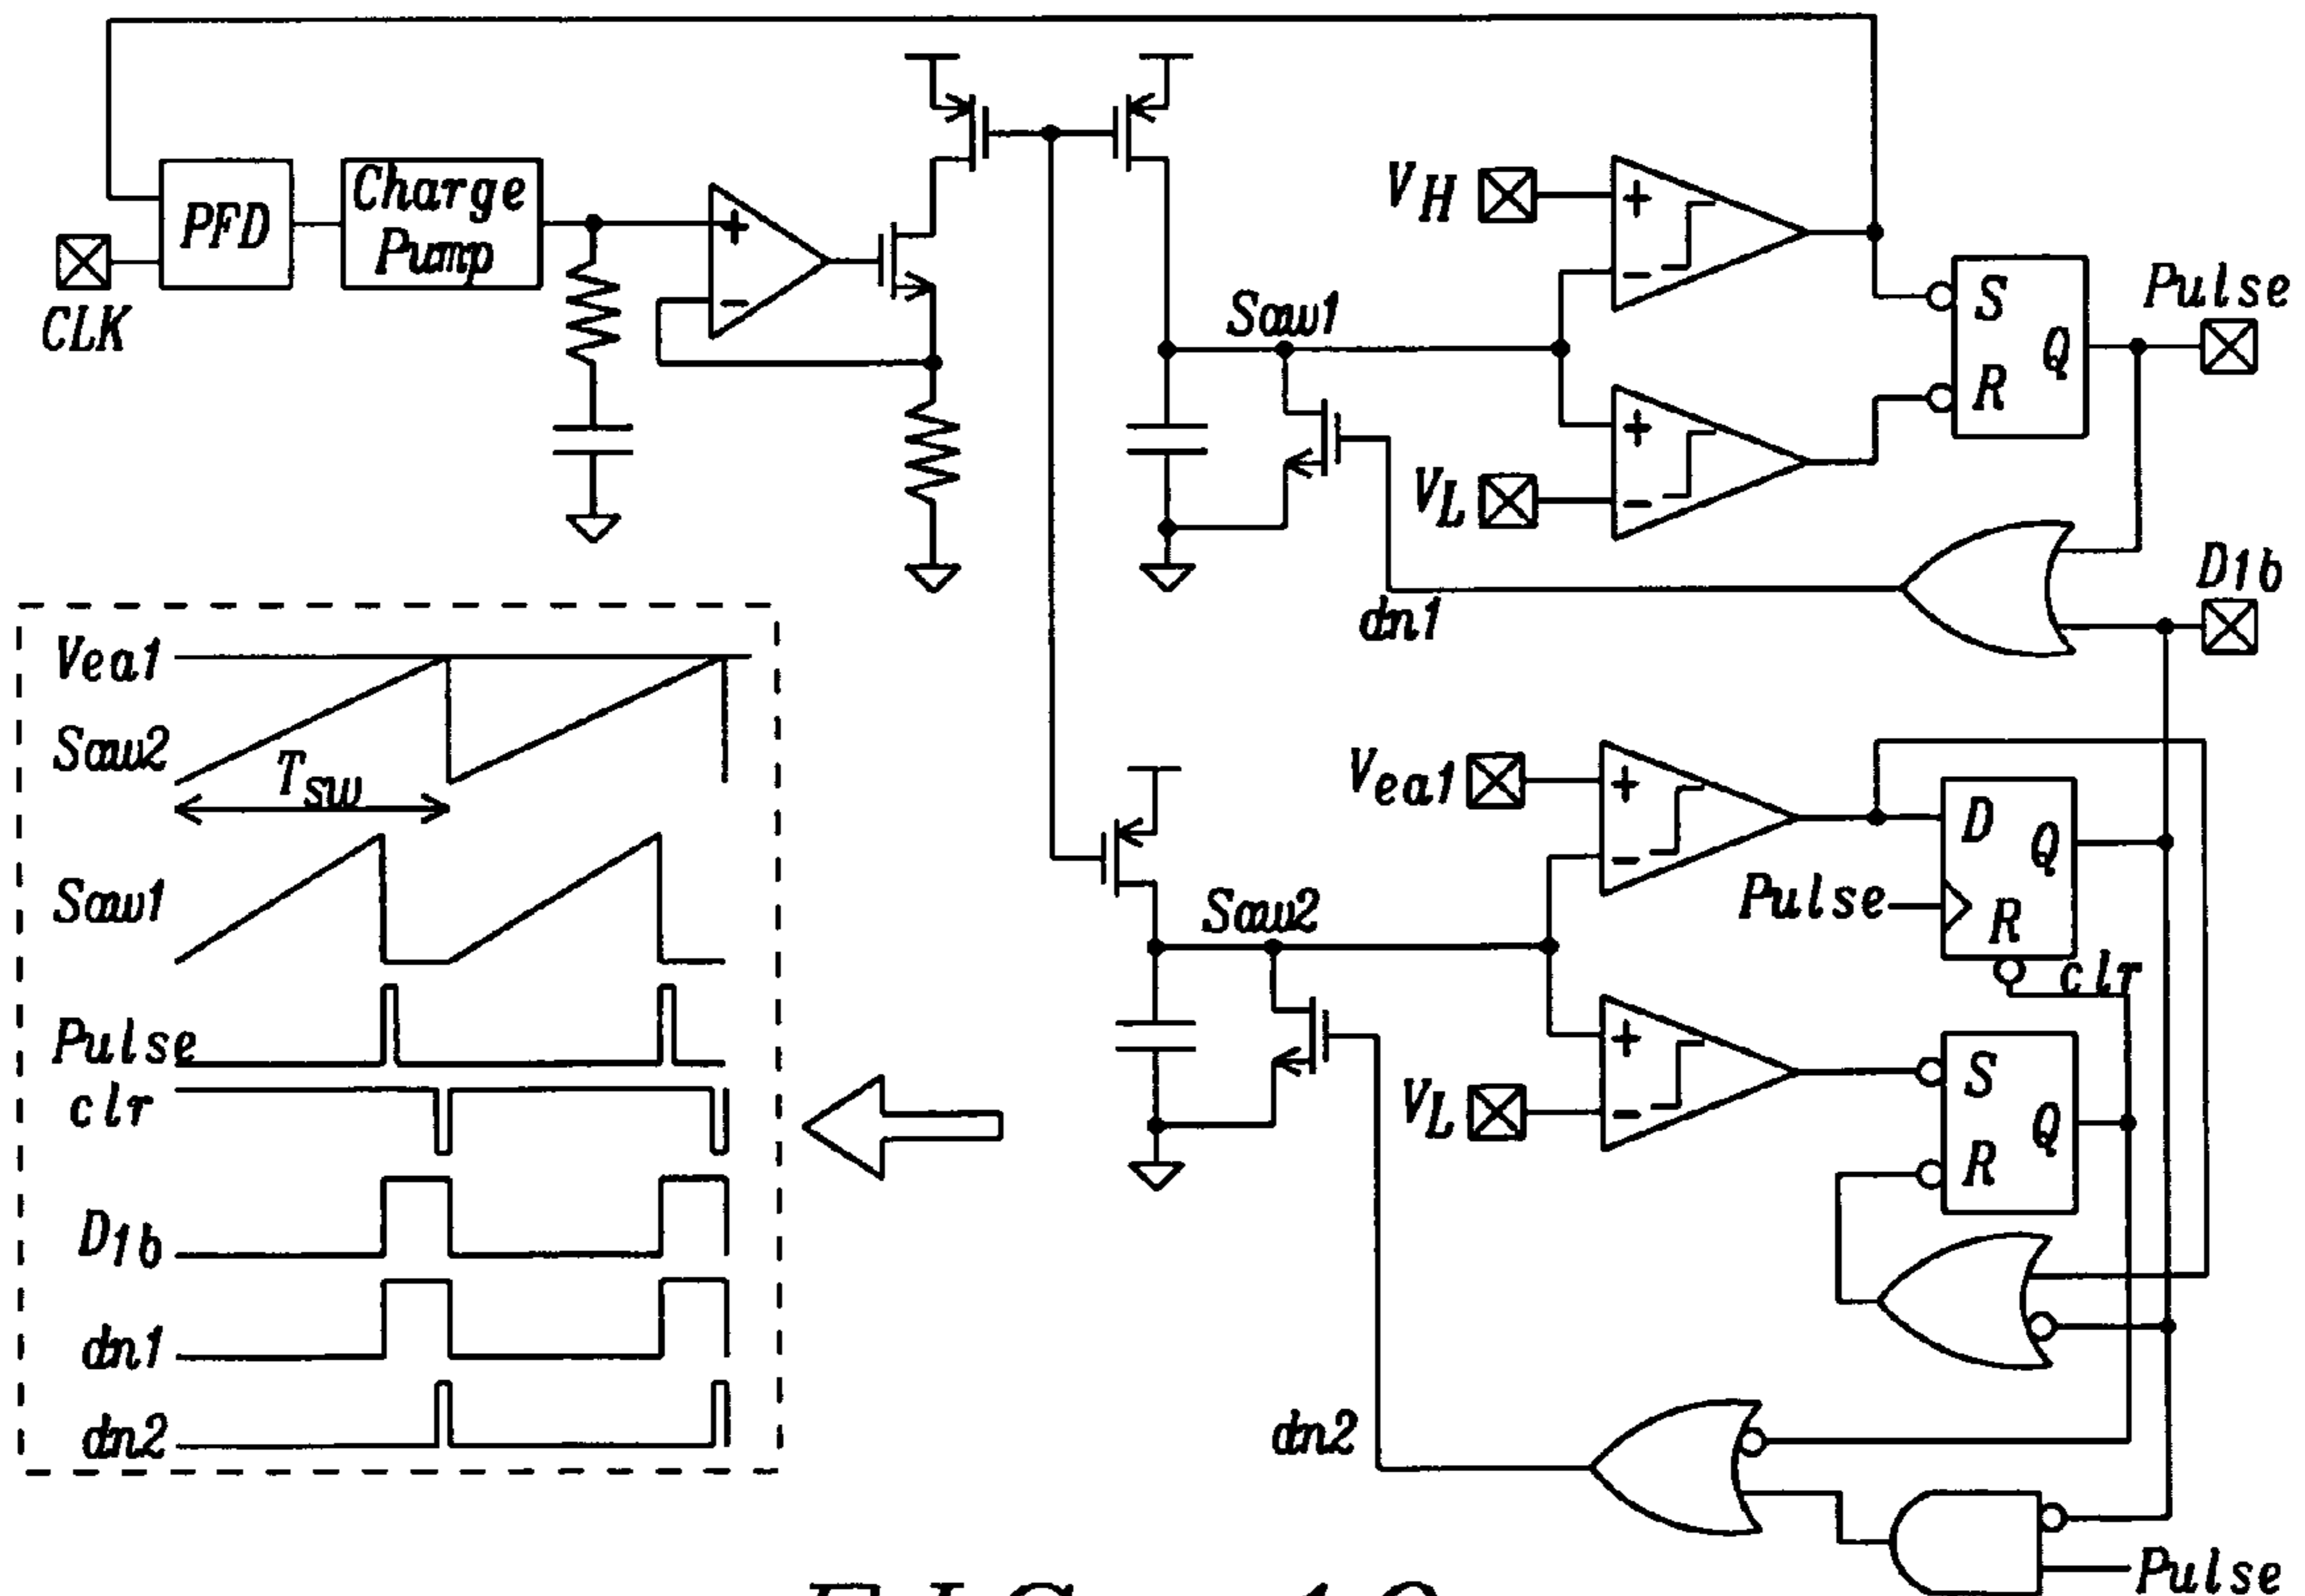 PFD
Charge
Pump
CLK
VH
+
-
S
Q
R
Pulse
+
-
Saw1
+
-
VL
dn1
D1b
Vea1
Saw2
Tsw
Saw1
Pulse
clr
D1b
dn1
dn2
Vea1
+
-
D
Q
R
Pulse
clr
Saw2
+
-
VL
S
Q
R
dn2
Pulse